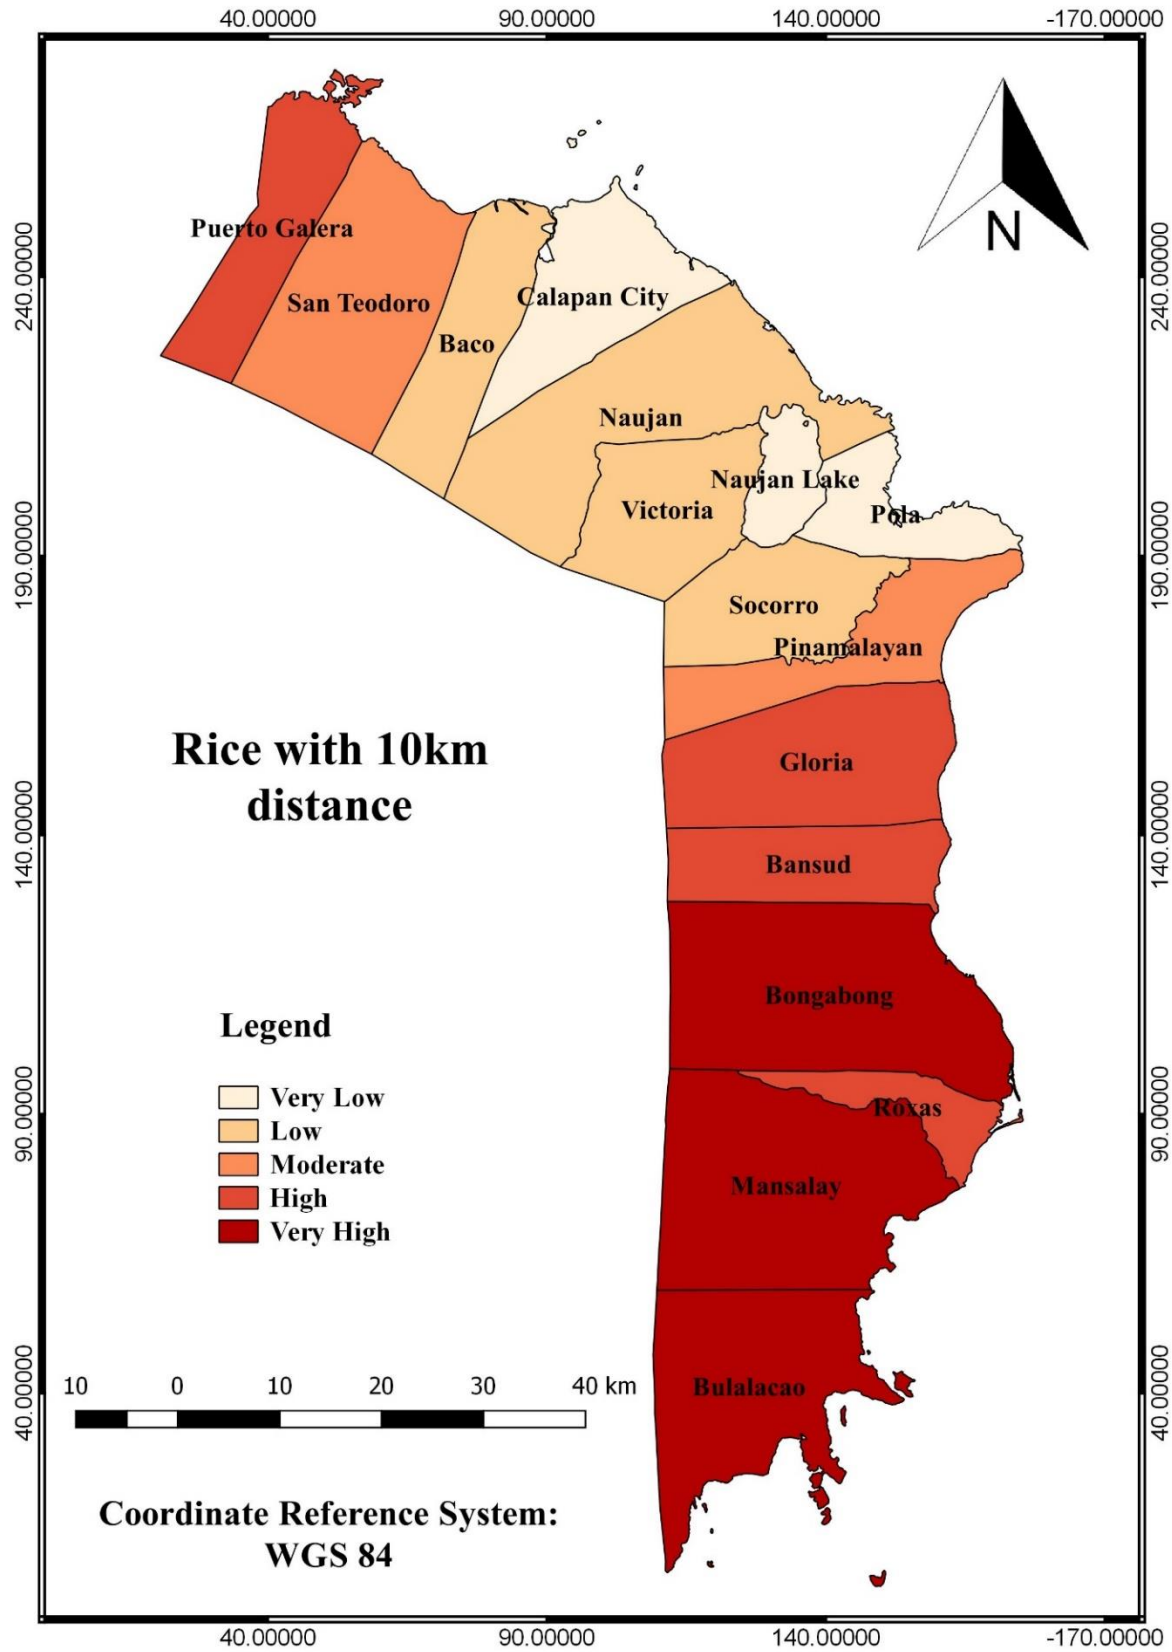 40.00000 90.00000 140.00000 -170.00000
N
240.00000 240.00000
190.00000 190.00000
140.00000 140.00000
90.00000 90.00000
40.00000 40.00000
Puerto Galera
San Teodoro
Calapan City
Baco
Naujan
Naujan Lake
Victoria
Pola
Socorro
Pinamalayan
Gloria
Bansud
Bongabong
Roxas
Mansalay
Bulalacao
Rice with 10km
distance
Legend
Very Low
Low
Moderate
High
Very High
10 0 10 20 30 40 km
Coordinate Reference System:
WGS 84
40.00000 90.00000 140.00000 -170.00000